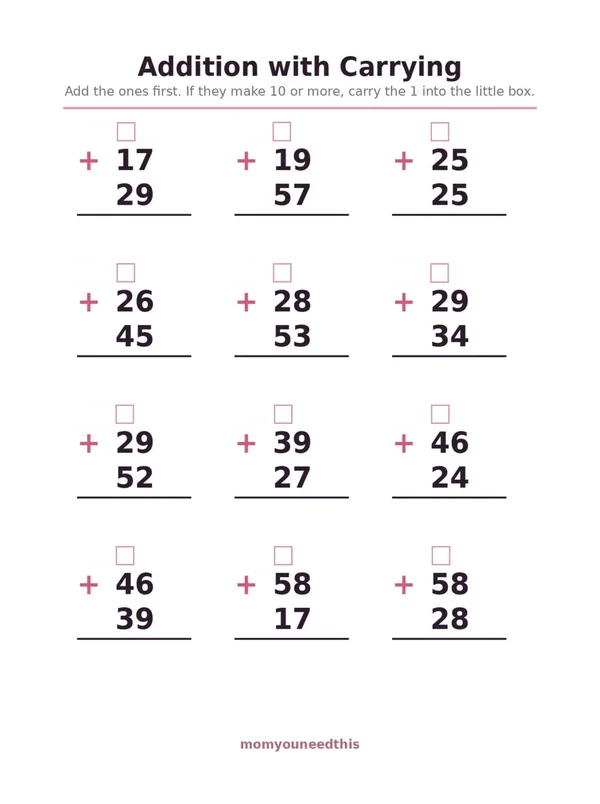 Addition with Carrying
Add the ones first. If they make 10 or more, carry the 1 into the little box.
+ 17 + 19 + 25
29 57 25
+ 26 + 28 + 29
45 53 34
+ 29 + 39 + 46
52 27 24
+ 46 + 58 + 58
39 17 28
momyouneedthis